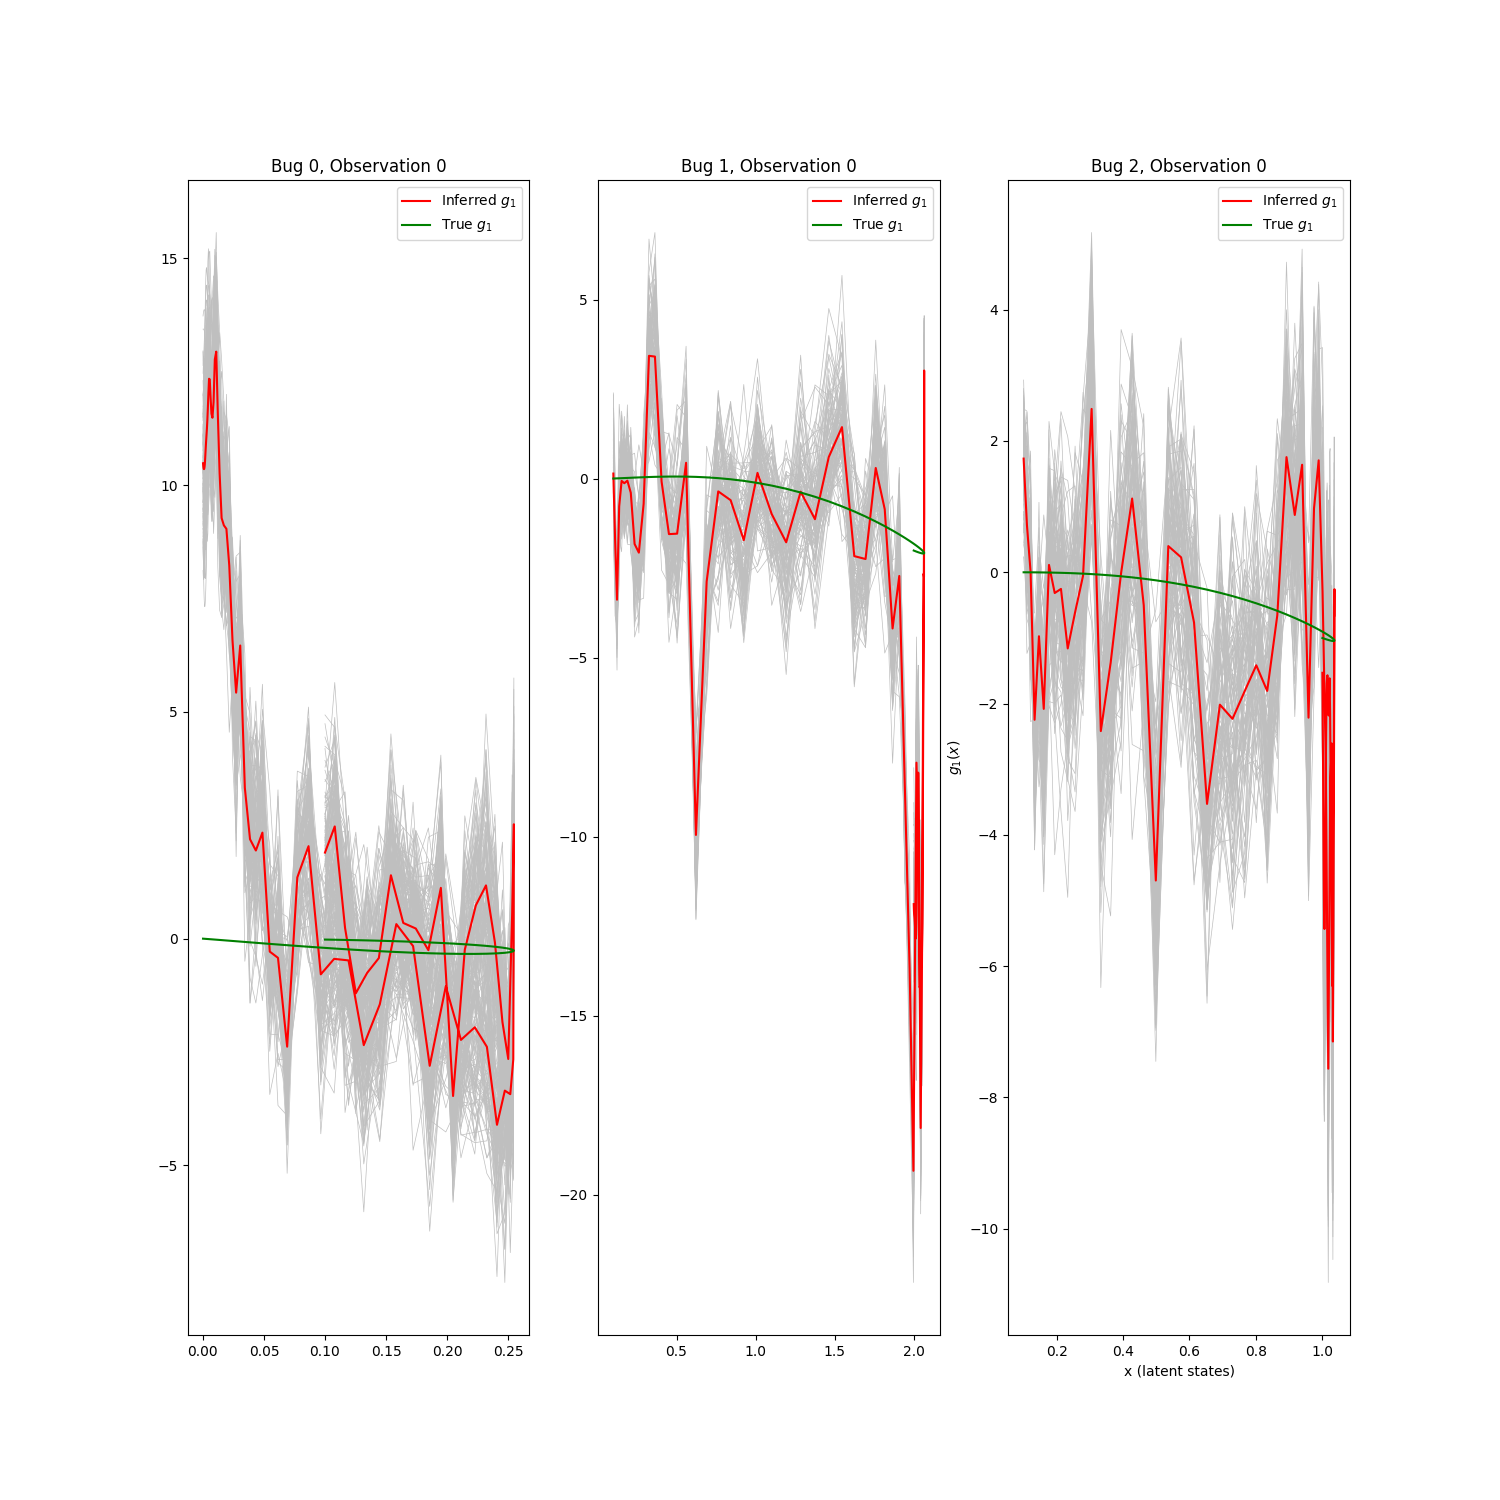 Bug 0, Observation 0
Inferred g₁
True g₁
15
10
5
0
−5
0.00 0.05 0.10 0.15 0.20 0.25
Bug 1, Observation 0
Inferred g₁
True g₁
5
0
−5
−10
−15
−20
0.5 1.0 1.5 2.0
Bug 2, Observation 0
Inferred g₁
True g₁
g₁(x)
4
2
0
−2
−4
−6
−8
−10
0.2 0.4 0.6 0.8 1.0
x (latent states)